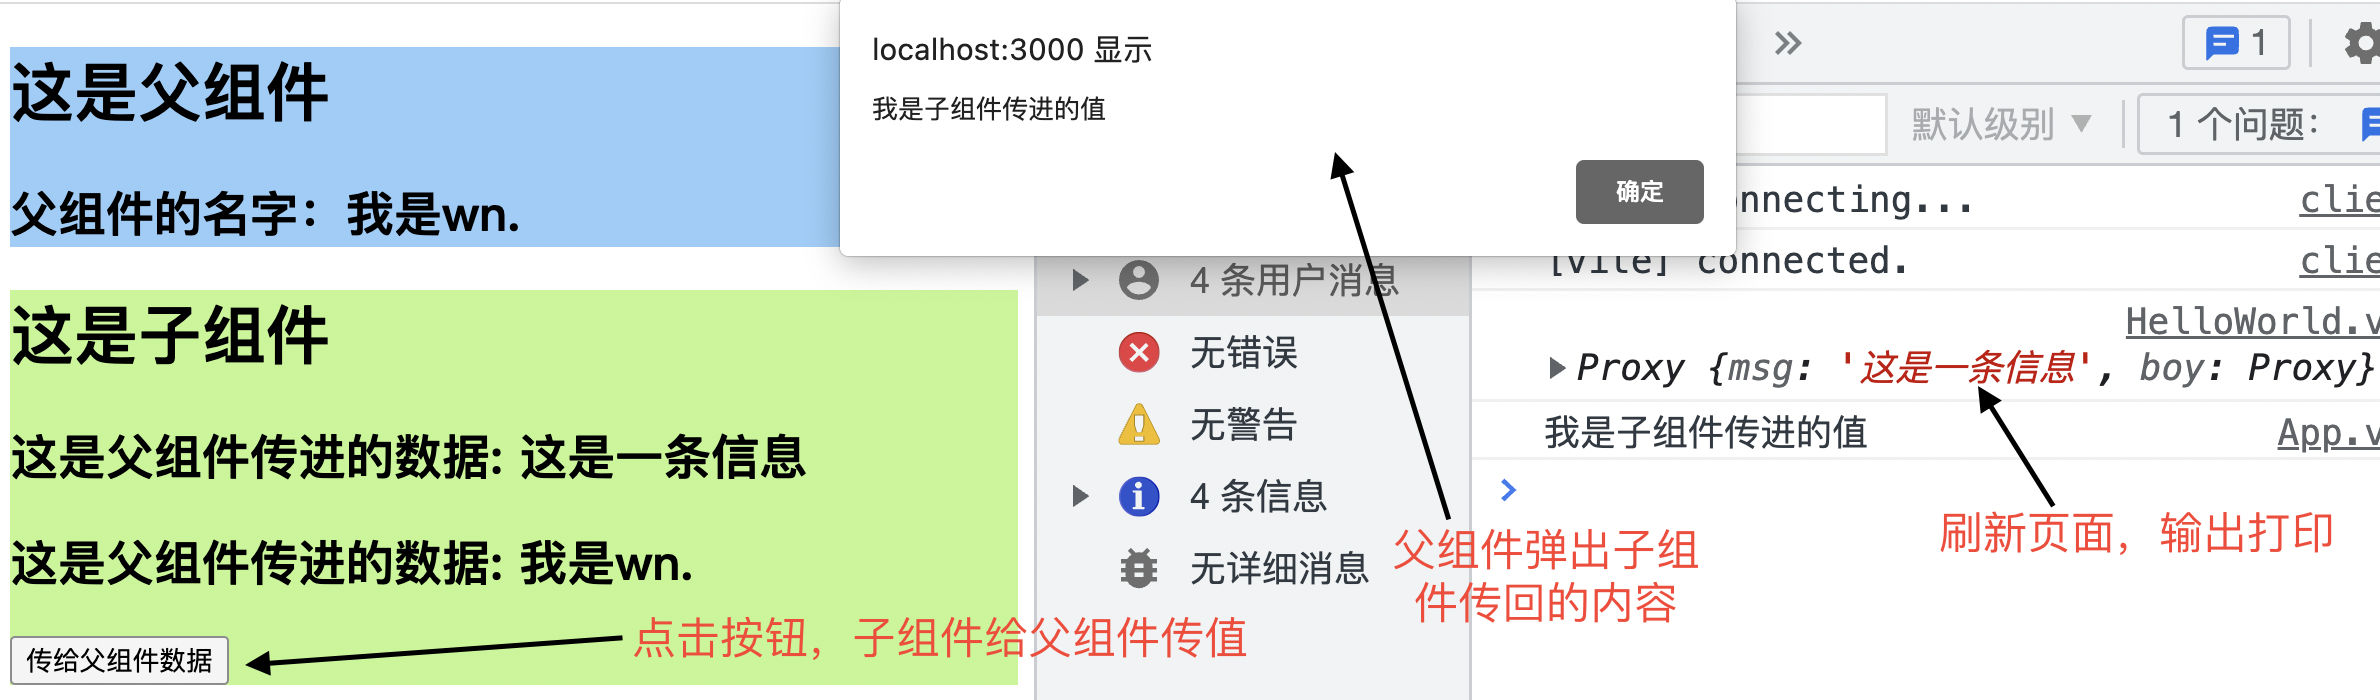 这是父组件
父组件的名字：我是wn.
这是子组件
这是父组件传进的数据: 这是一条信息
这是父组件传进的数据: 我是wn.
传给父组件数据
点击按钮，子组件给父组件传值
localhost:3000 显示
我是子组件传进的值
确定
4 条用户消息
无错误
无警告
4 条信息
无详细消息
父组件弹出子组
件传回的内容
1
默认级别 ▼
1 个问题：
nnecting... clie
[vite] connected. clie
HelloWorld.v
Proxy {msg: '这是一条信息', boy: Proxy}
我是子组件传进的值 App.v
刷新页面，输出打印